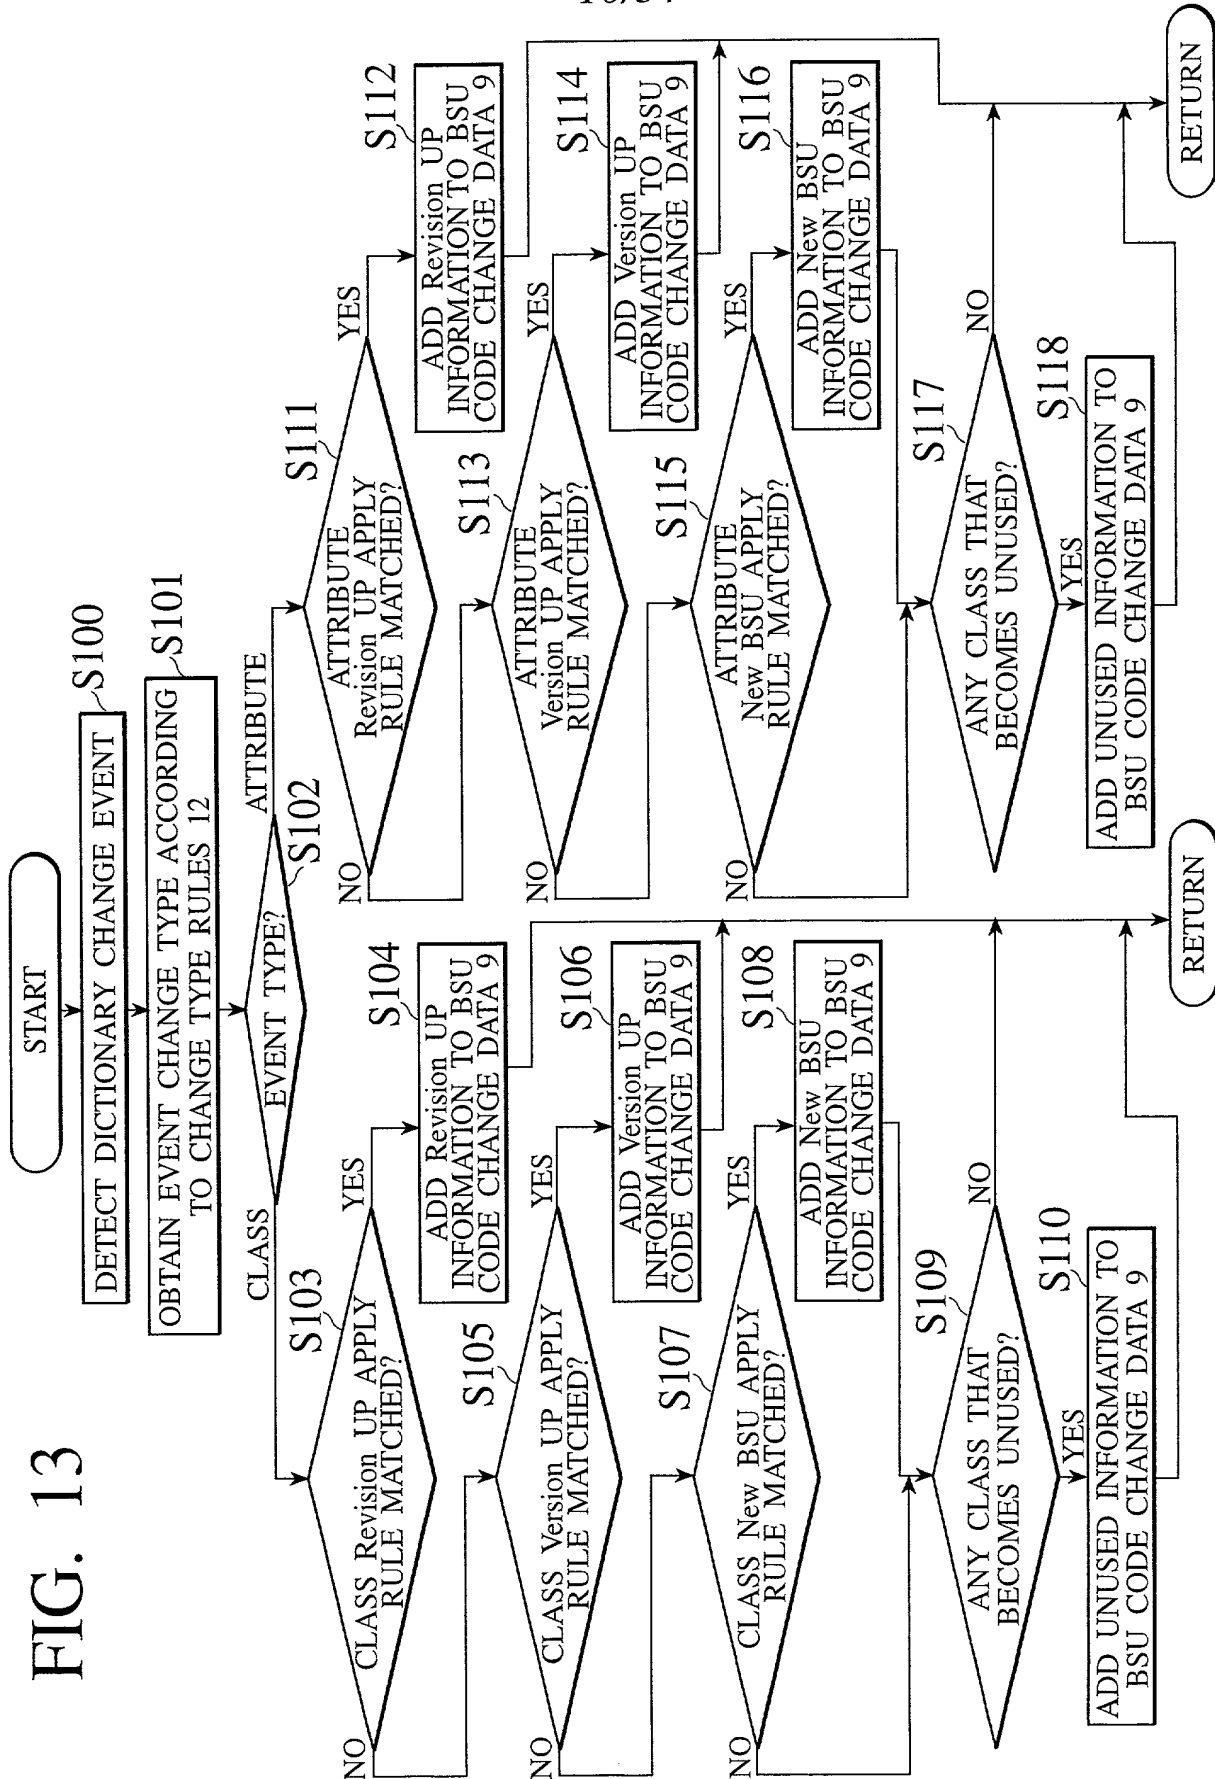 FIG. 13
START
DETECT DICTIONARY CHANGE EVENT
S100
OBTAIN EVENT CHANGE TYPE ACCORDING
TO CHANGE TYPE RULES 12
S101
EVENT TYPE?
S102
CLASS
ATTRIBUTE
CLASS Revision UP APPLY
RULE MATCHED?
S103
YES
NO
ADD Revision UP
INFORMATION TO BSU
CODE CHANGE DATA 9
S104
CLASS Version UP APPLY
RULE MATCHED?
S105
YES
NO
ADD Version UP
INFORMATION TO BSU
CODE CHANGE DATA 9
S106
CLASS New BSU APPLY
RULE MATCHED?
S107
YES
NO
ADD New BSU
INFORMATION TO BSU
CODE CHANGE DATA 9
S108
ANY CLASS THAT
BECOMES UNUSED?
S109
NO
YES
ADD UNUSED INFORMATION TO
BSU CODE CHANGE DATA 9
S110
RETURN
ATTRIBUTE
Revision UP APPLY
RULE MATCHED?
S111
YES
NO
ADD Revision UP
INFORMATION TO BSU
CODE CHANGE DATA 9
S112
ATTRIBUTE
Version UP APPLY
RULE MATCHED?
S113
YES
NO
ADD Version UP
INFORMATION TO BSU
CODE CHANGE DATA 9
S114
ATTRIBUTE
New BSU APPLY
RULE MATCHED?
S115
YES
NO
ADD New BSU
INFORMATION TO BSU
CODE CHANGE DATA 9
S116
ANY CLASS THAT
BECOMES UNUSED?
S117
NO
YES
ADD UNUSED INFORMATION TO
BSU CODE CHANGE DATA 9
S118
RETURN